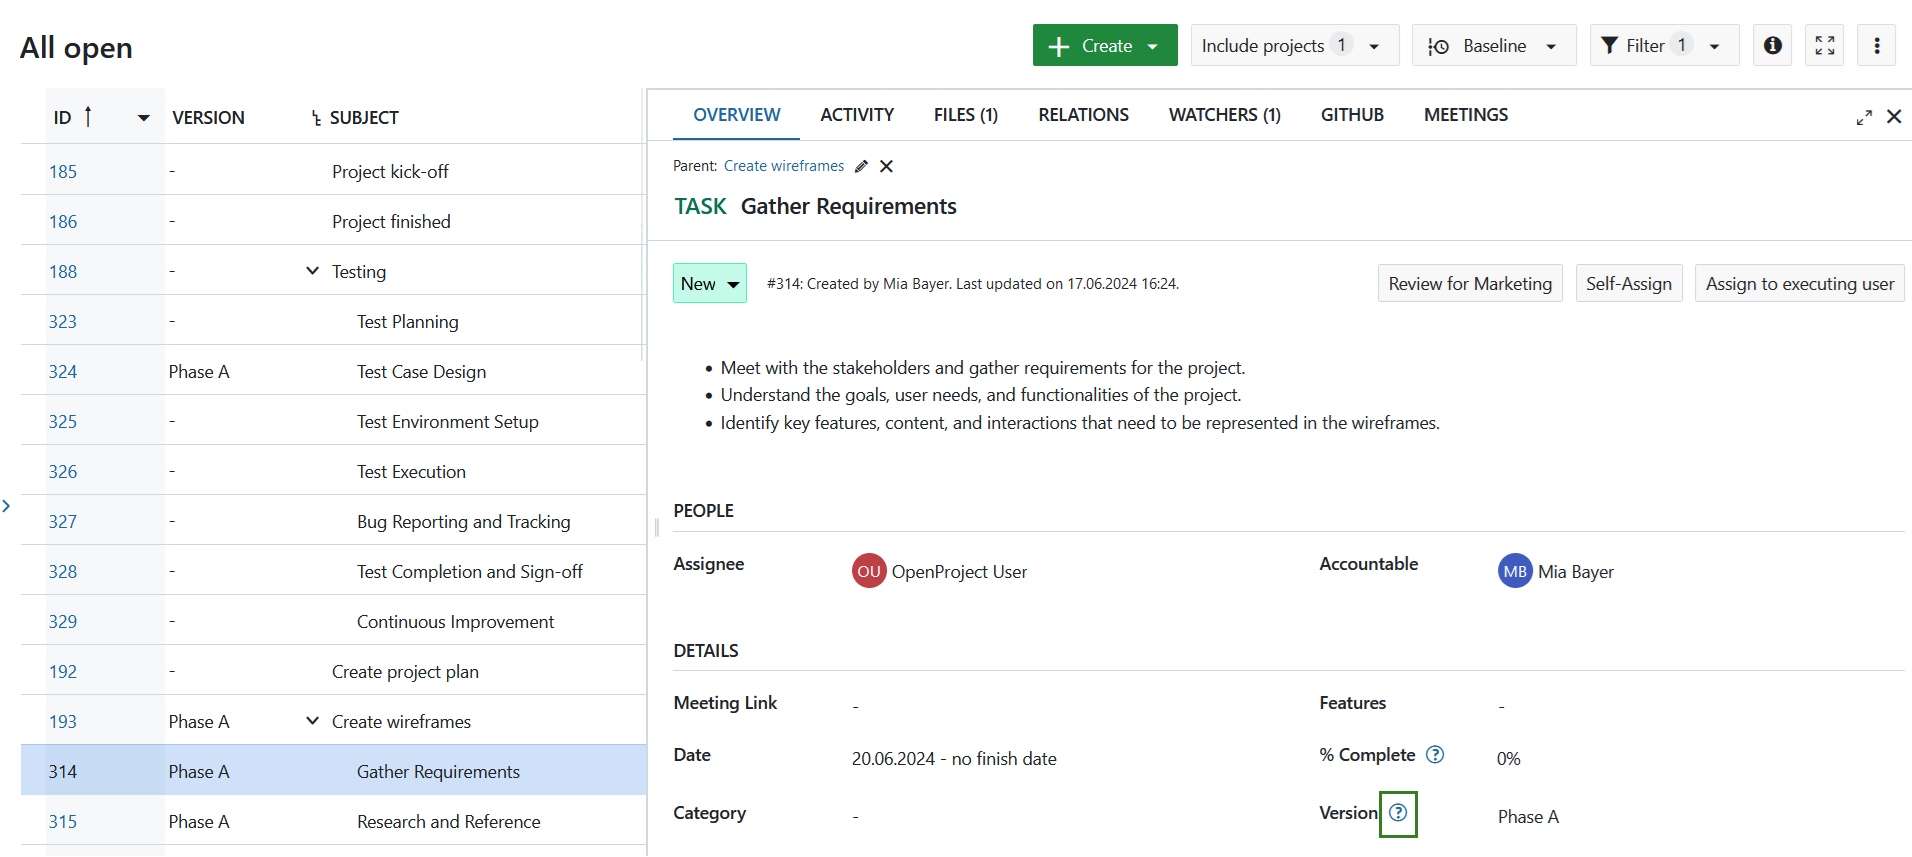 All open
Create
Include projects 1
Baseline
Filter 1
ID VERSION SUBJECT
185 - Project kick-off
186 - Project finished
188 - Testing
323 - Test Planning
324 Phase A Test Case Design
325 - Test Environment Setup
326 - Test Execution
327 - Bug Reporting and Tracking
328 - Test Completion and Sign-off
329 - Continuous Improvement
192 - Create project plan
193 Phase A Create wireframes
314 Phase A Gather Requirements
315 Phase A Research and Reference
OVERVIEW ACTIVITY FILES (1) RELATIONS WATCHERS (1) GITHUB MEETINGS
Parent: Create wireframes
TASK Gather Requirements
New #314: Created by Mia Bayer. Last updated on 17.06.2024 16:24. Review for Marketing Self-Assign Assign to executing user
• Meet with the stakeholders and gather requirements for the project.
• Understand the goals, user needs, and functionalities of the project.
• Identify key features, content, and interactions that need to be represented in the wireframes.
PEOPLE
Assignee OU OpenProject User Accountable MB Mia Bayer
DETAILS
Meeting Link - Features -
Date 20.06.2024 - no finish date % Complete ? 0%
Category - Version ? Phase A